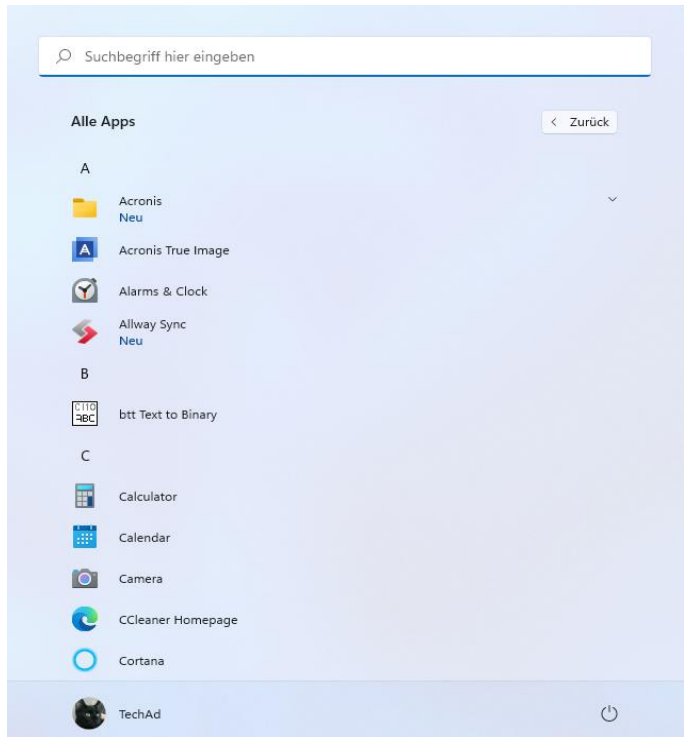 Suchbegriff hier eingeben
Alle Apps
Zurück
A
Acronis
Neu
Acronis True Image
Alarms & Clock
Allway Sync
Neu
B
btt Text to Binary
C
Calculator
Calendar
Camera
CCleaner Homepage
Cortana
TechAd